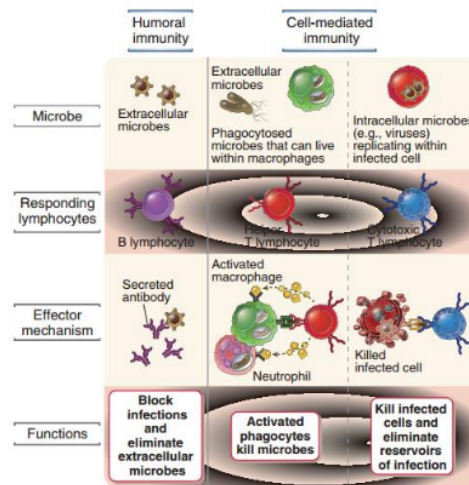 Humoral
immunity
Cell-mediated
immunity
Microbe
Extracellular
microbes
Extracellular
microbes
Phagocytosed
microbes that can live
within macrophages
Intracellular microbes
(e.g., viruses)
replicating within
infected cell
Responding
lymphocytes
B lymphocyte
Helper
T lymphocyte
Cytotoxic
T lymphocyte
Effector
mechanism
Secreted
antibody
Activated
macrophage
Neutrophil
Killed
infected cell
Functions
Block
infections
and
eliminate
extracellular
microbes
Activated
phagocytes
kill microbes
Kill infected
cells and
eliminate
reservoirs
of infection